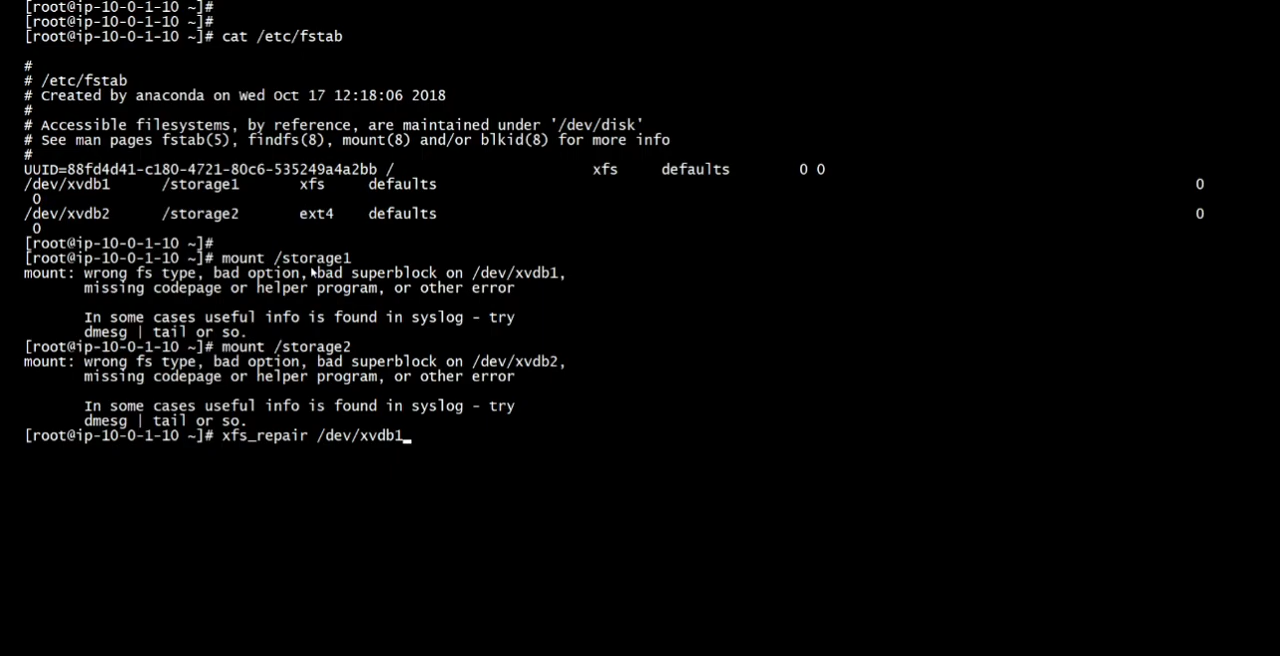 [root@ip-10-0-1-10 ~]#
[root@ip-10-0-1-10 ~]#
[root@ip-10-0-1-10 ~]# cat /etc/fstab
#
# /etc/fstab
# Created by anaconda on Wed Oct 17 12:18:06 2018
#
# Accessible filesystems, by reference, are maintained under '/dev/disk'
# See man pages fstab(5), findfs(8), mount(8) and/or blkid(8) for more info
#
UUID=88fd4d41-c180-4721-80c6-535249a4a2bb / xfs defaults 0 0
/dev/xvdb1 /storage1 xfs defaults 0
0
/dev/xvdb2 /storage2 ext4 defaults 0
0
[root@ip-10-0-1-10 ~]#
[root@ip-10-0-1-10 ~]# mount /storage1
mount: wrong fs type, bad option, bad superblock on /dev/xvdb1,
missing codepage or helper program, or other error
In some cases useful info is found in syslog - try
dmesg | tail or so.
[root@ip-10-0-1-10 ~]# mount /storage2
mount: wrong fs type, bad option, bad superblock on /dev/xvdb2,
missing codepage or helper program, or other error
In some cases useful info is found in syslog - try
dmesg | tail or so.
[root@ip-10-0-1-10 ~]# xfs_repair /dev/xvdb1